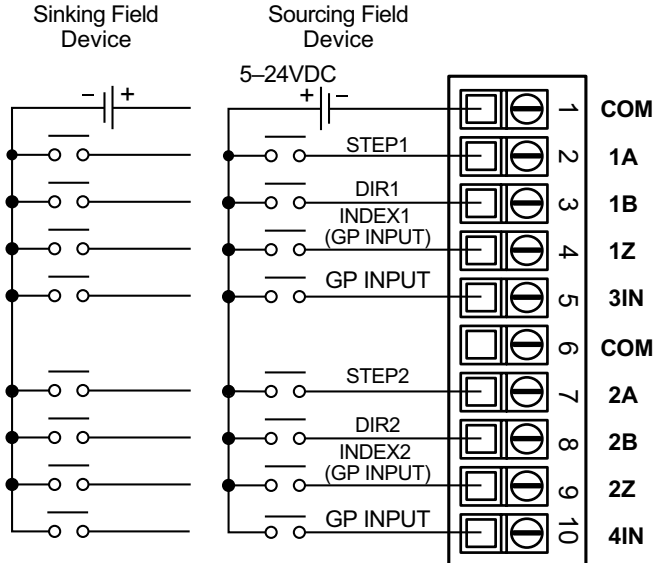 Sinking Field
Device
Sourcing Field
Device
5–24VDC
– +
+ –
1 COM
STEP1 2 1A
DIR1 3 1B
INDEX1
(GP INPUT) 4 1Z
GP INPUT 5 3IN
6 COM
STEP2 7 2A
DIR2 8 2B
INDEX2
(GP INPUT) 9 2Z
GP INPUT 10 4IN